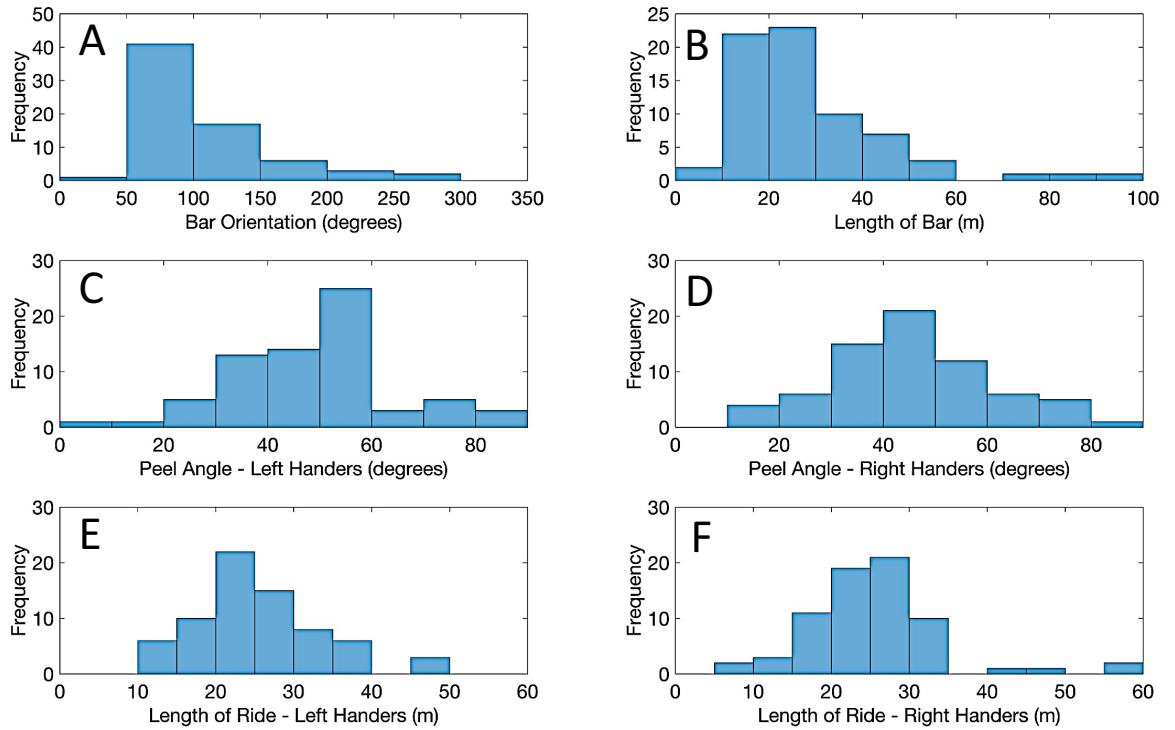 A
Frequency
50
40
30
20
10
0
0 50 100 150 200 250 300 350
Bar Orientation (degrees)
B
Frequency
25
20
15
10
5
0
0 20 40 60 80 100
Length of Bar (m)
C
Frequency
30
20
10
0
0 20 40 60 80
Peel Angle - Left Handers (degrees)
D
Frequency
30
20
10
0
0 20 40 60 80
Peel Angle - Right Handers (degrees)
E
Frequency
30
20
10
0
0 10 20 30 40 50 60
Length of Ride - Left Handers (m)
F
Frequency
30
20
10
0
0 10 20 30 40 50 60
Length of Ride - Right Handers (m)